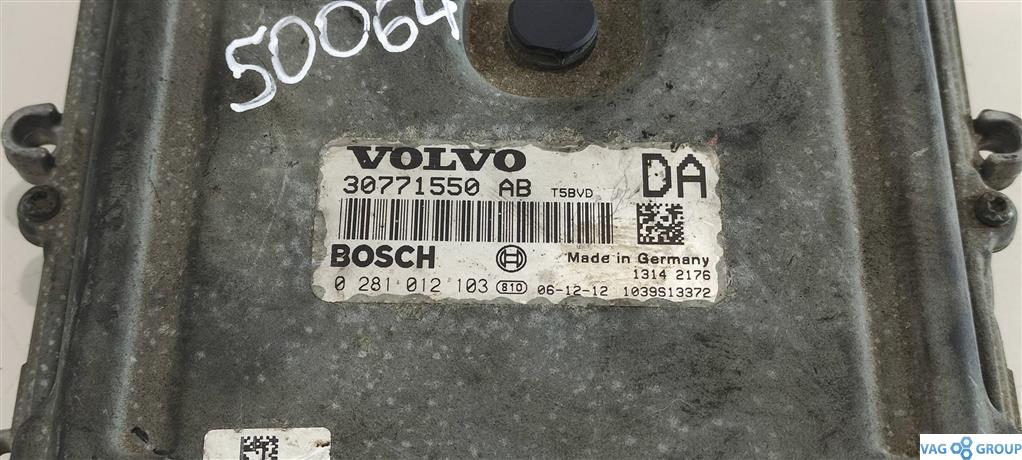 50064
VOLVO
30771550 AB T5BVD DA
BOSCH
Made in Germany
1314 2176
0 281 012 103 810 06-12-12 1039S13372
VAG GROUP